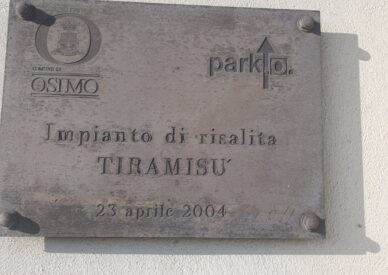 COMUNE DI
OSIMO
park.o.
Impianto di risalita
TIRAMISU'
23 aprile 2004